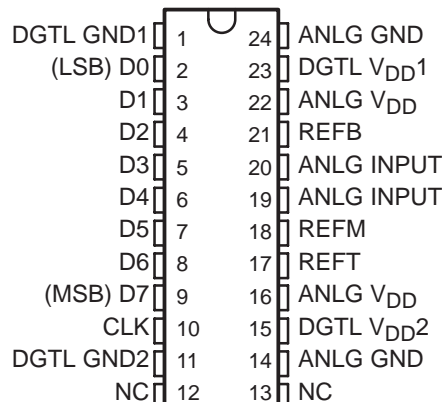 DGTL GND1 1 24 ANLG GND
(LSB) D0 2 23 DGTL VDD1
D1 3 22 ANLG VDD
D2 4 21 REFB
D3 5 20 ANLG INPUT
D4 6 19 ANLG INPUT
D5 7 18 REFM
D6 8 17 REFT
(MSB) D7 9 16 ANLG VDD
CLK 10 15 DGTL VDD2
DGTL GND2 11 14 ANLG GND
NC 12 13 NC